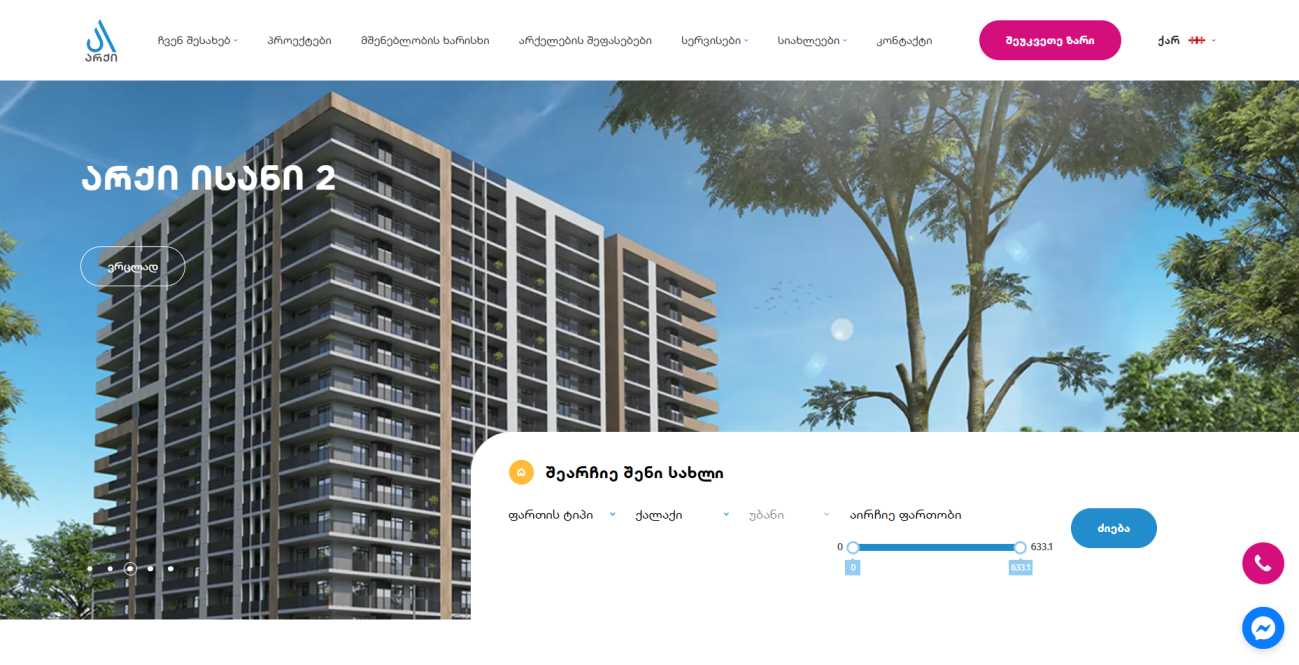 არქი
ჩვენ შესახებ
პროექტები
მშენებლობის ხარისხი
არქელების შეფასებები
სერვისები
სიახლეები
კონტაქტი
შეუკვეთე ზარი
ქარ
არქი ისანი 2
ვრცლად
შეარჩიე შენი სახლი
ფართის ტიპი
ქალაქი
უბანი
აირჩიე ფართობი
ძიება
0
633.1
0
633.1